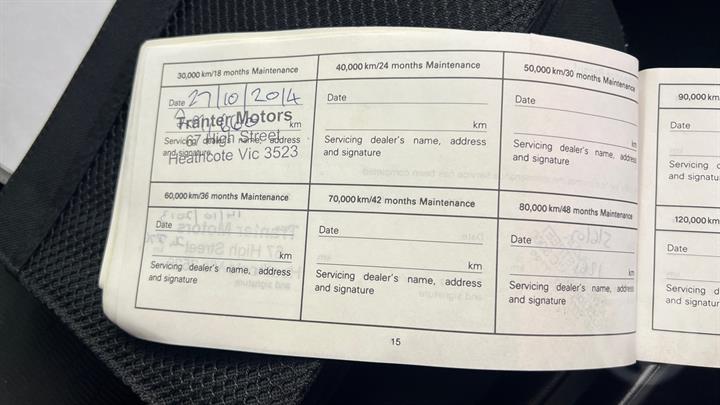 30,000 km/18 months Maintenance
Date 27/10/2014
Tranter Motors
km
67 High Street
Servicing dealer's name, address
and signature
Heathcote Vic 3523
40,000 km/24 months Maintenance
Date
km
Servicing dealer's name, address
and signature
50,000 km/30 months Maintenance
Date
km
Servicing dealer's name, address
and signature
90,000 km
Date
Servicing
and signatu
60,000 km/36 months Maintenance
Date
km
Servicing dealer's name, address
and signature
70,000 km/42 months Maintenance
Date
km
Servicing dealer's name, address
and signature
80,000 km/48 months Maintenance
Date
km
Servicing dealer's name, address
and signature
120,000 km
Date
Servicing d
and signatur
15